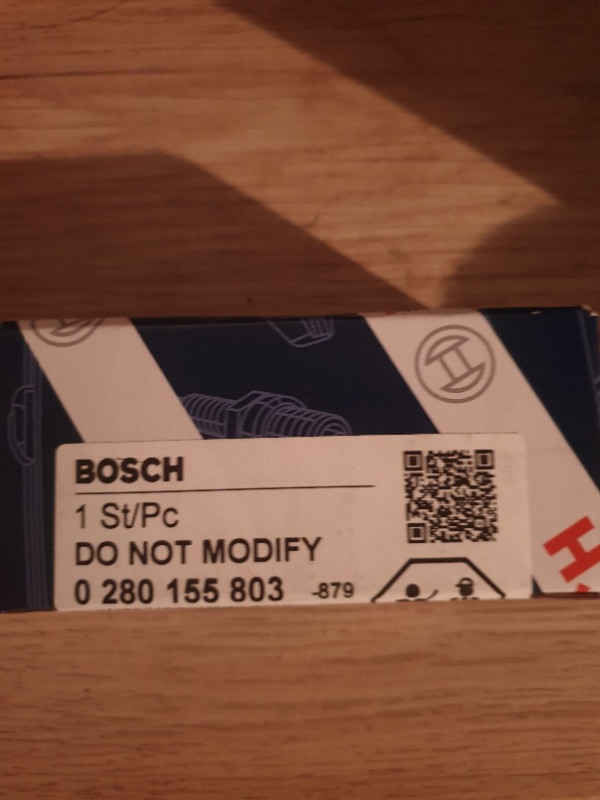 BOSCH
1 St/Pc
DO NOT MODIFY
0 280 155 803 -879
H